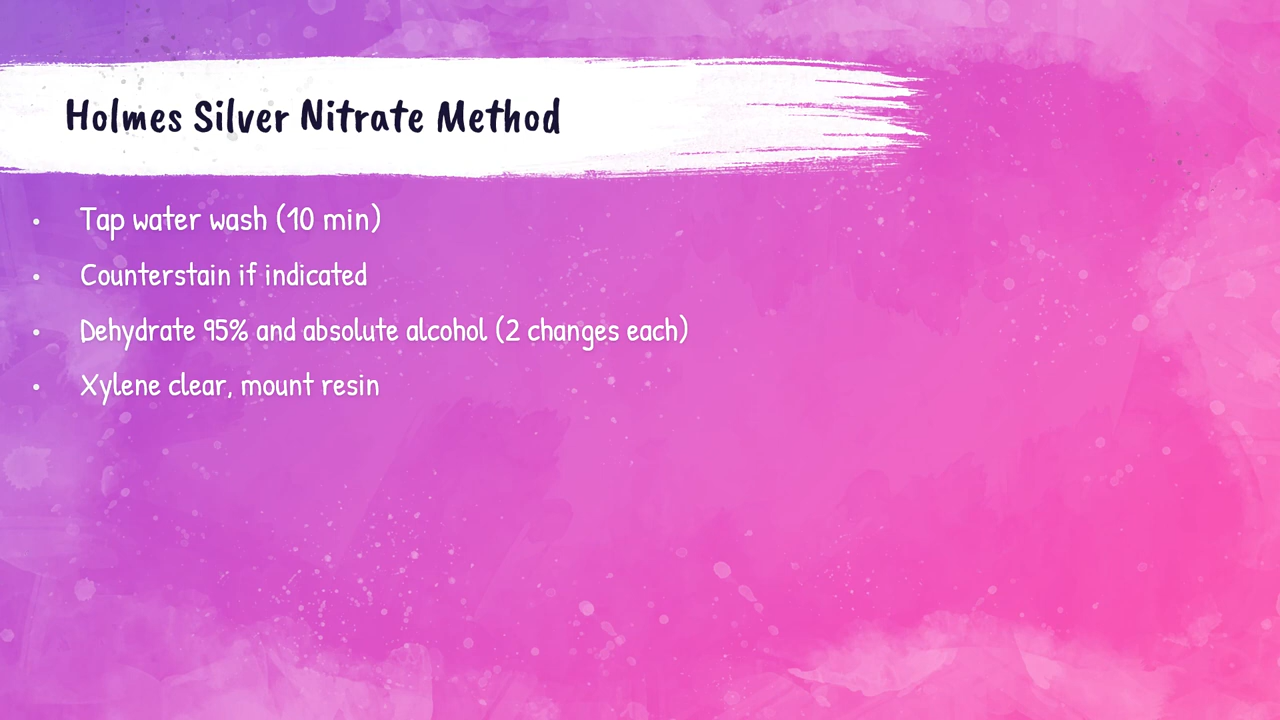 Holmes Silver Nitrate Method
• Tap water wash (10 min)
• Counterstain if indicated
• Dehydrate 95% and absolute alcohol (2 changes each)
• Xylene clear, mount resin